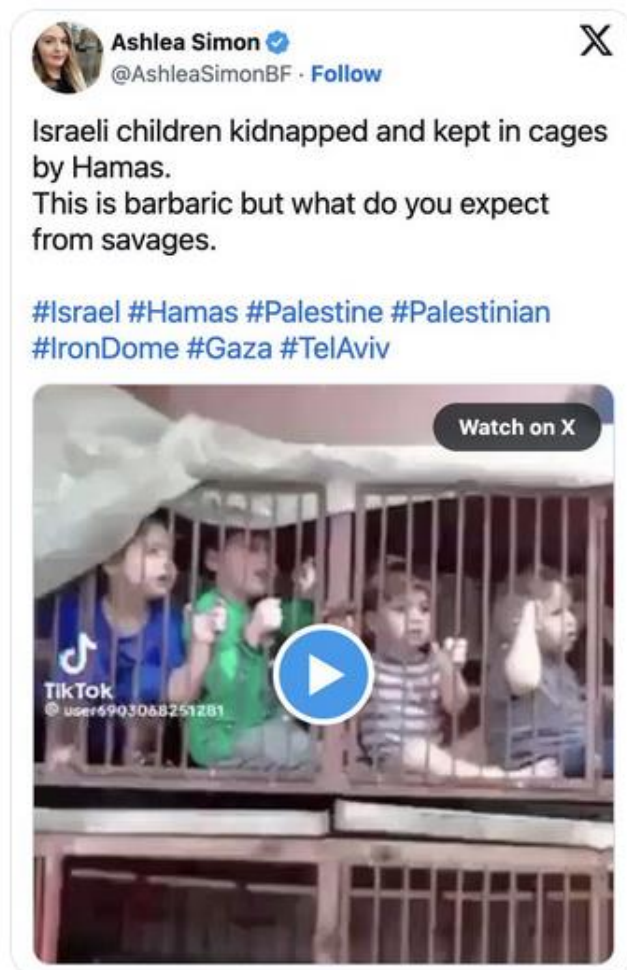 Ashlea Simon
@AshleaSimonBF · Follow
Israeli children kidnapped and kept in cages
by Hamas.
This is barbaric but what do you expect
from savages.
#Israel #Hamas #Palestine #Palestinian
#IronDome #Gaza #TelAviv
Watch on X
TikTok
@ user6903068251281